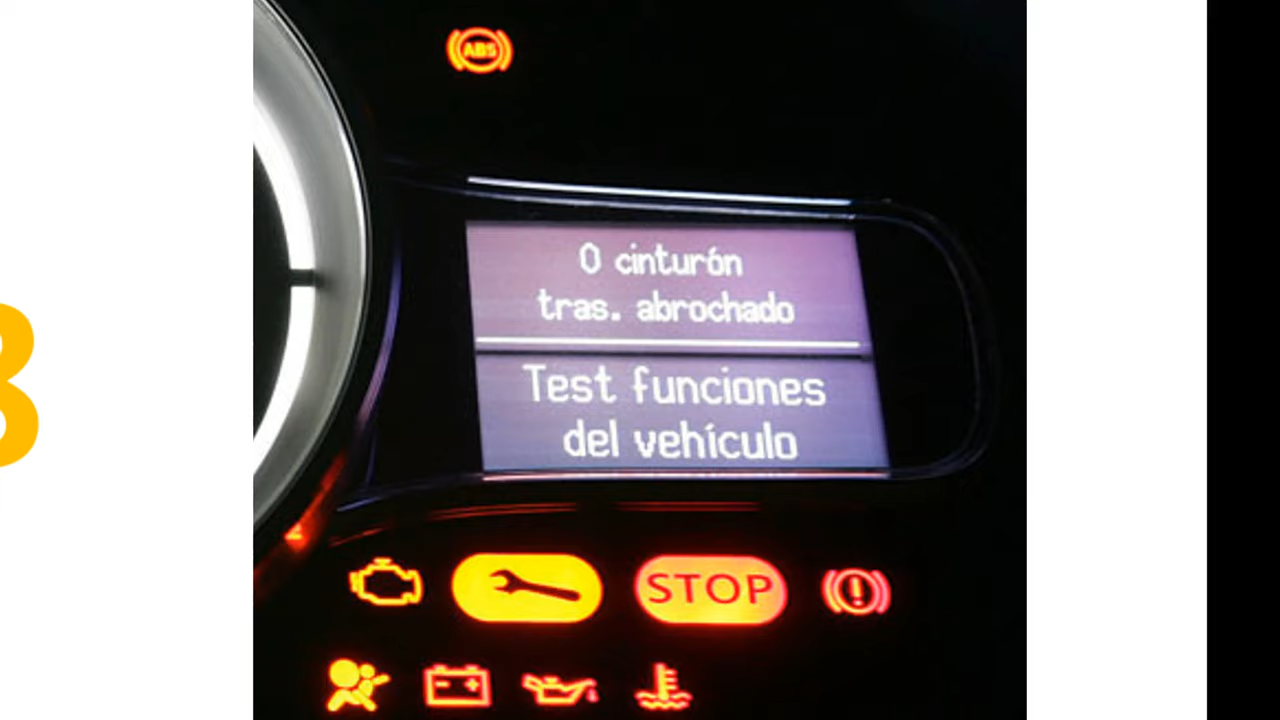 ABS
0 cinturón
tras. abrochado
Test funciones
del vehículo
STOP